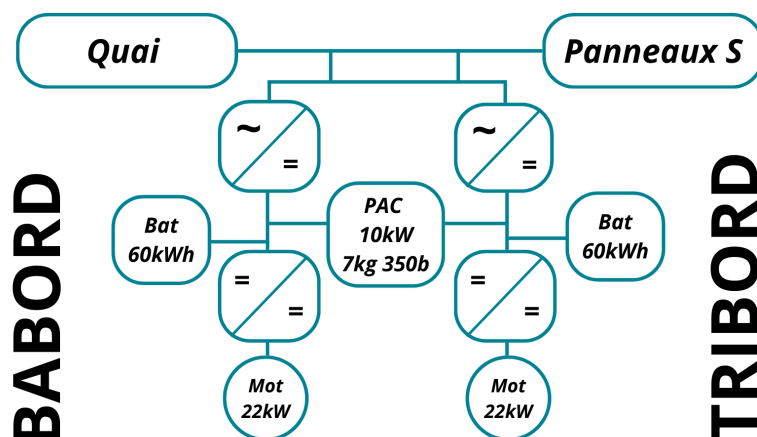 Quai
Panneaux S
~
=
~
=
BABORD
TRIBORD
Bat
60kWh
PAC
10kW
7kg 350b
Bat
60kWh
=
=
=
=
Mot
22kW
Mot
22kW